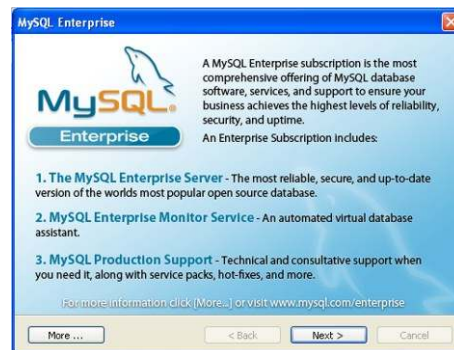 MySQL Enterprise
A MySQL Enterprise subscription is the most
comprehensive offering of MySQL database
software, services, and support to ensure your
business achieves the highest levels of reliability,
security, and uptime.
MySQL®
Enterprise
An Enterprise Subscription includes:
1. The MySQL Enterprise Server - The most reliable, secure, and up-to-date
version of the worlds most popular open source database.
2. MySQL Enterprise Monitor Service - An automated virtual database
assistant.
3. MySQL Production Support - Technical and consultative support when
you need it, along with service packs, hot-fixes, and more.
For more information click [More...] or visit www.mysql.com/enterprise
More ...
< Back
Next >
Cancel